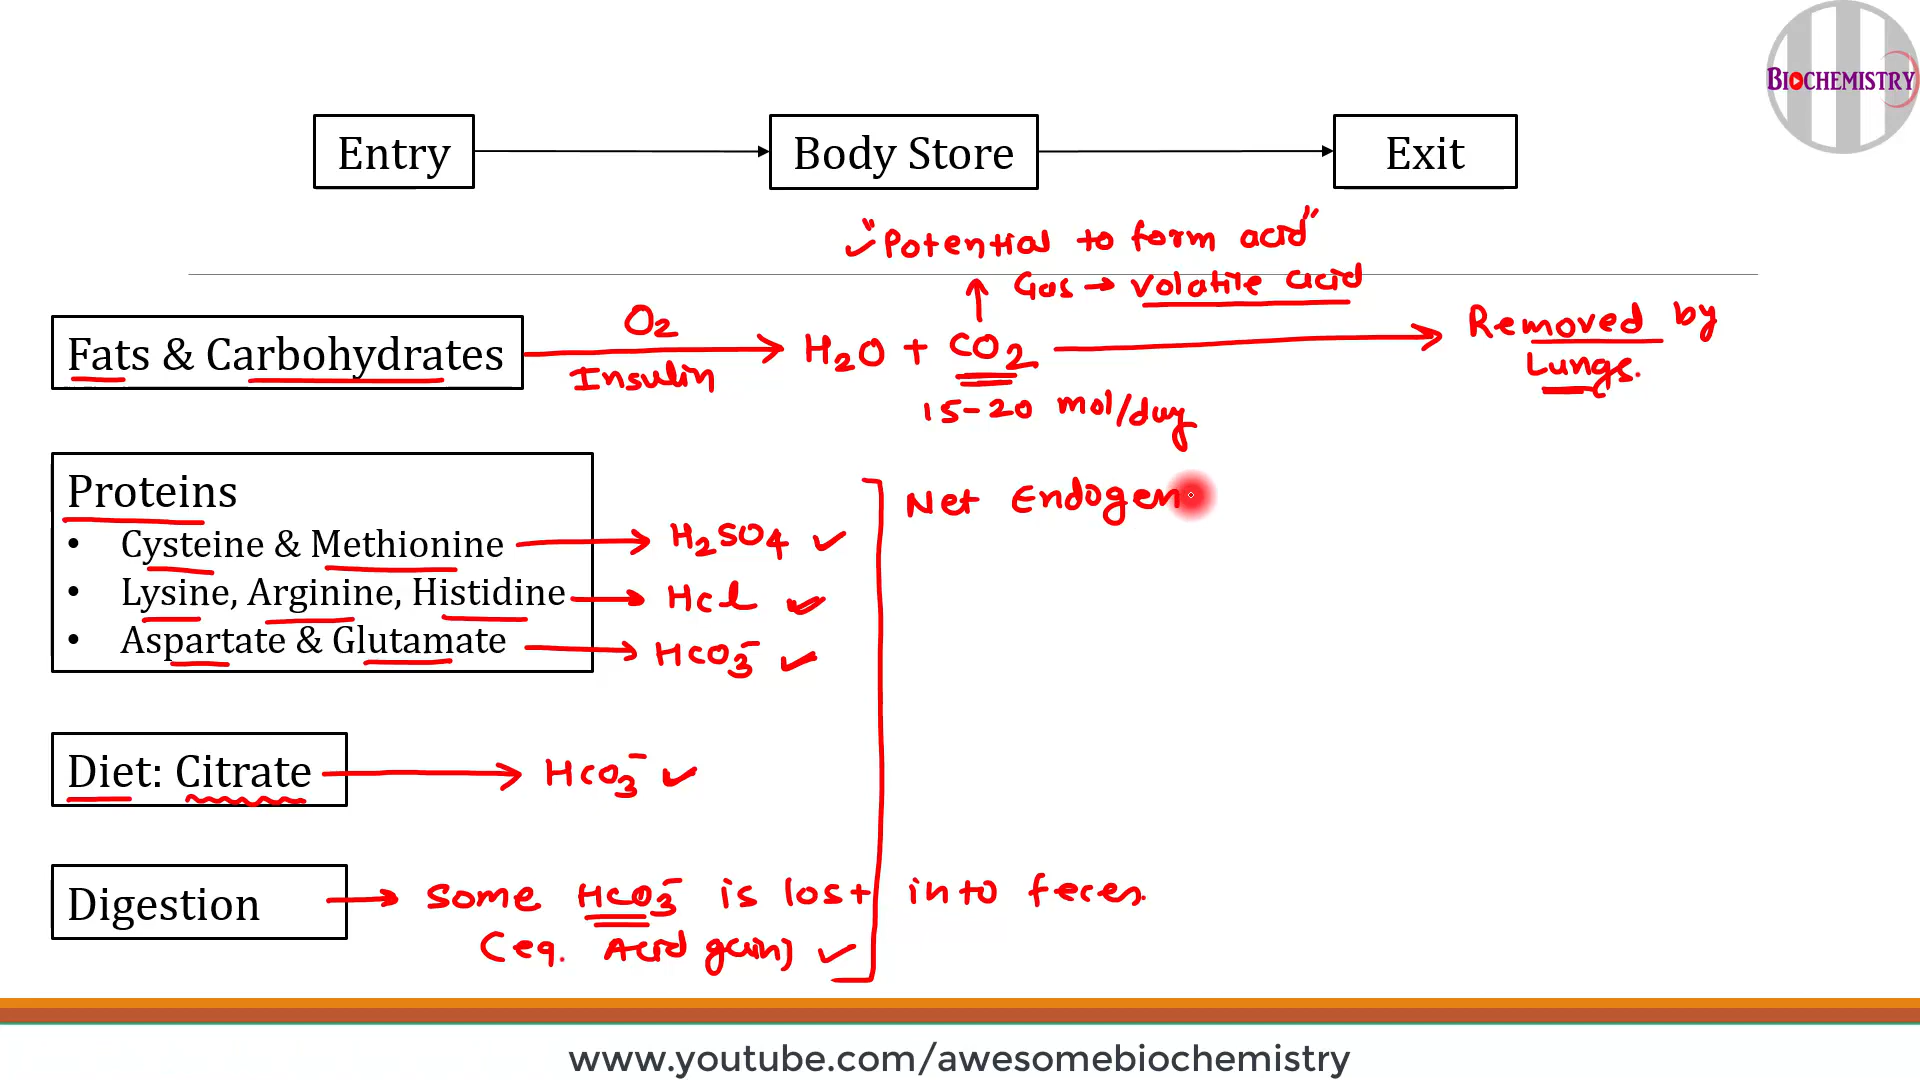 BIOCHEMISTRY
Entry
Body Store
Exit
"Potential to form acid"
Gas → Volatile acid
Fats & Carbohydrates
O2
Insulin
H2O + CO2
15-20 mol/day
Removed by
Lungs.
Proteins
• Cysteine & Methionine → H2SO4 ✓
• Lysine, Arginine, Histidine → HCl ✓
• Aspartate & Glutamate → HCO3⁻ ✓
Net Endogen
Diet: Citrate → HCO3⁻ ✓
Digestion → Some HCO3⁻ is lost into feces.
(eq. Acid gain) ✓
www.youtube.com/awesomebiochemistry